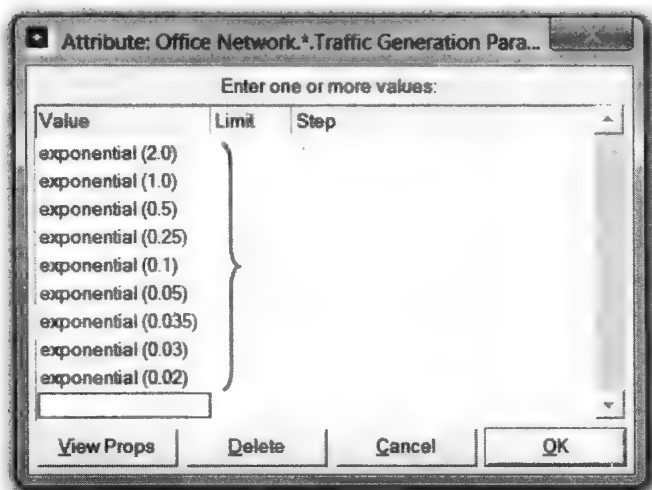 Attribute: Office Network.*.Traffic Generation Para...
Enter one or more values:
Value Limit Step
exponential (2.0)
exponential (1.0)
exponential (0.5)
exponential (0.25)
exponential (0.1)
exponential (0.05)
exponential (0.035)
exponential (0.03)
exponential (0.02)
View Props Delete Cancel OK